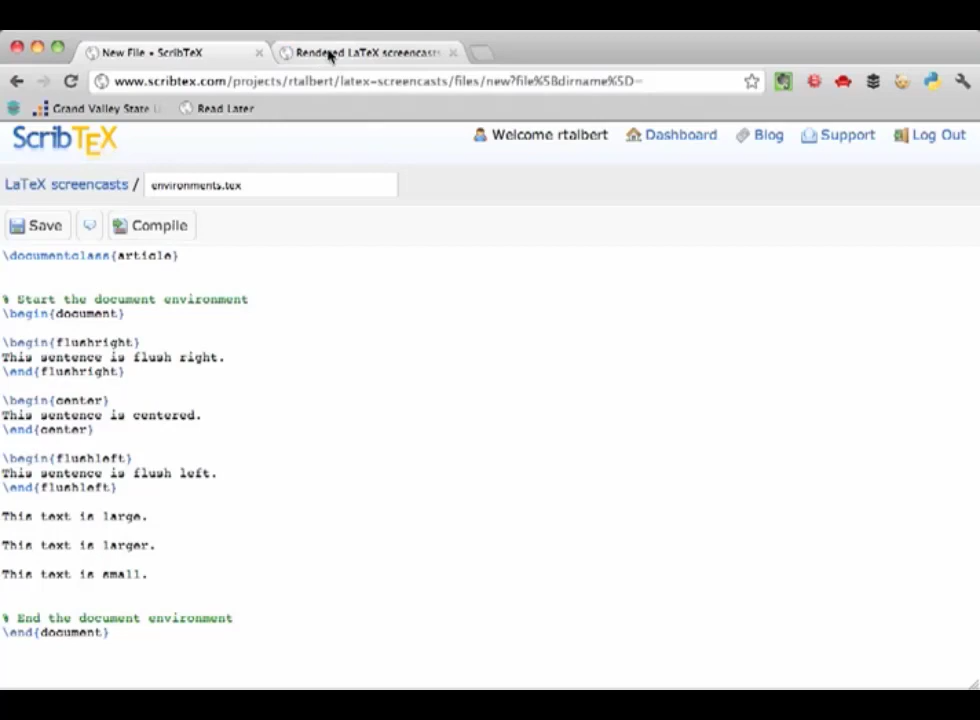 New File • ScribTeX
Rendered LaTeX screencasts
www.scribtex.com/projects/rtalbert/latex-screencasts/files/new?file%5Bdirname%5D=
Grand Valley State U
Read Later
ScribTEX
Welcome rtalbert
Dashboard
Blog
Support
Log Out
LaTeX screencasts / environments.tex
Save
Compile
\documentclass{article}
% Start the document environment
\begin{document}
\begin{flushright}
This sentence is flush right.
\end{flushright}
\begin{center}
This sentence is centered.
\end{center}
\begin{flushleft}
This sentence is flush left.
\end{flushleft}
This text is large.
This text is larger.
This text is small.
% End the document environment
\end{document}